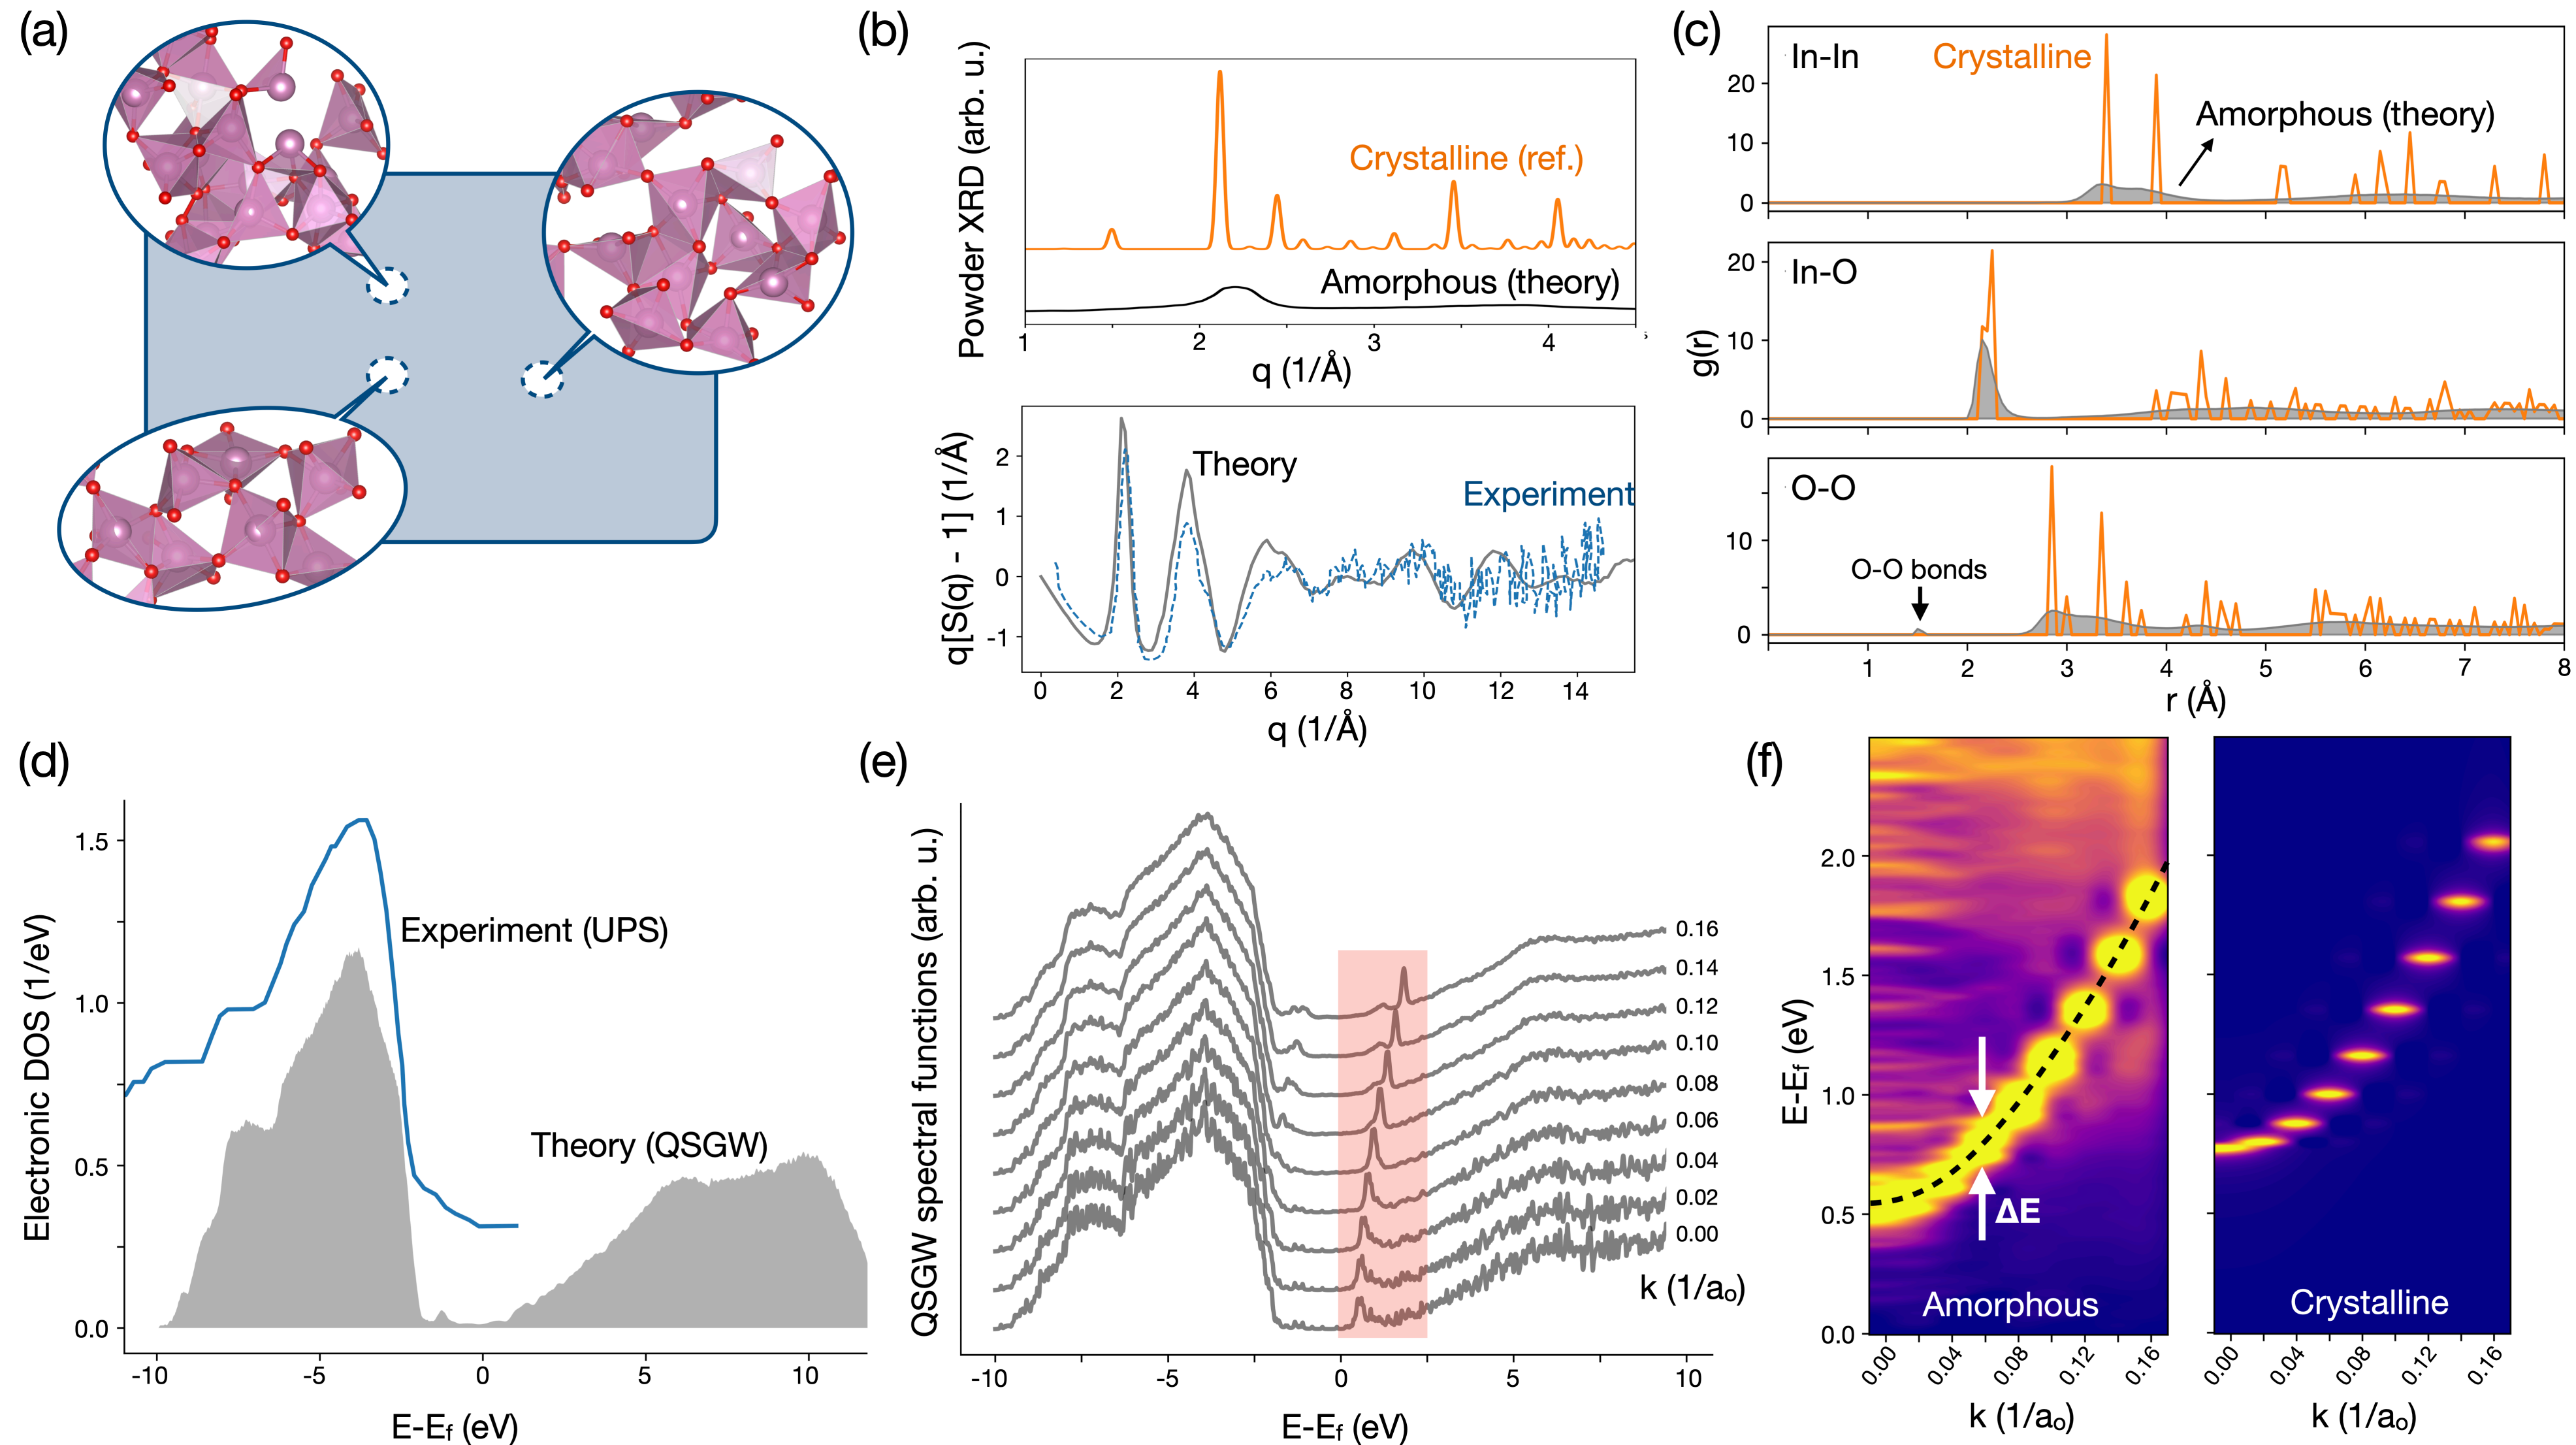 (a)
(b)
Powder XRD (arb. u.)
Crystalline (ref.)
Amorphous (theory)
1 2 3 4
q (1/Å)
q[S(q) - 1] (1/Å)
2
1
0
-1
Theory
Experiment
0 2 4 6 8 10 12 14
q (1/Å)
(c)
g(r)
In-In
Crystalline
Amorphous (theory)
20
10
0
In-O
20
10
0
O-O
O-O bonds
10
0
1 2 3 4 5 6 7 8
r (Å)
(d)
Electronic DOS (1/eV)
1.5
1.0
0.5
0.0
Experiment (UPS)
Theory (QSGW)
-10 -5 0 5 10
E-Ef (eV)
(e)
QSGW spectral functions (arb. u.)
0.16
0.14
0.12
0.10
0.08
0.06
0.04
0.02
0.00
k (1/ao)
-10 -5 0 5 10
E-Ef (eV)
(f)
E-Ef (eV)
2.0
1.5
1.0
0.5
0.0
ΔE
Amorphous
0.00 0.04 0.08 0.12 0.16
k (1/ao)
Crystalline
0.00 0.04 0.08 0.12 0.16
k (1/ao)